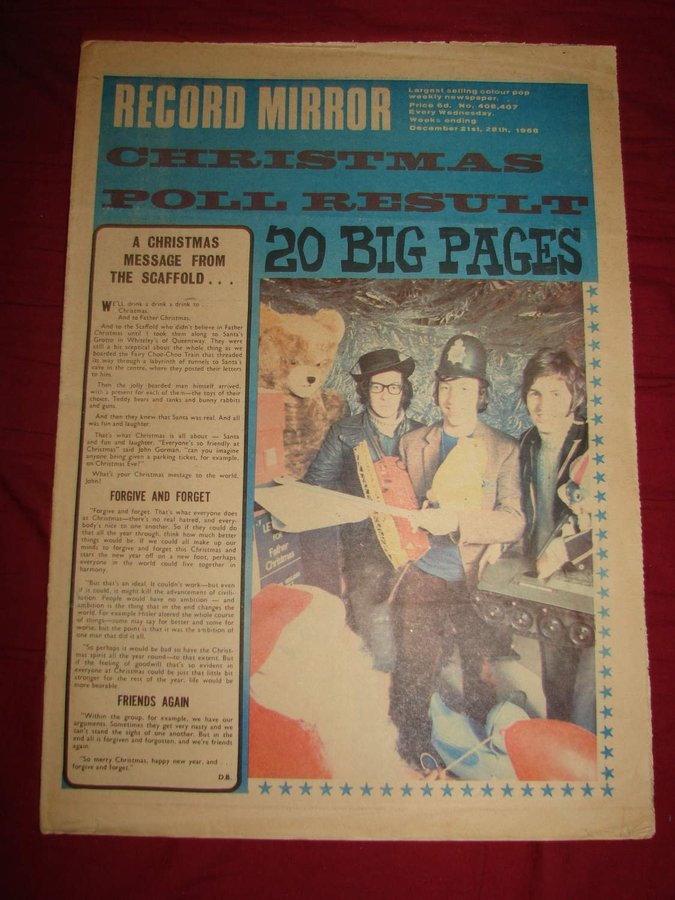 RECORD MIRROR
Largest selling colour pop
weekly newspaper. . .
Price 6d. No. 406,407
Every Wednesday.
Weeks ending
December 21st, 28th, 1968
CHRISTMAS
POLL RESULT
20 BIG PAGES
A CHRISTMAS
MESSAGE FROM
THE SCAFFOLD . . .
WE'LL drink a drink a drink to . .
Christmas.
And to Father Christmas.
And to the Scaffold who didn't believe in Father
Christmas until I took them along to Santa's
Grotto in Whiteley's of Queensway. They were
still a bit sceptical about the whole thing as we
boarded the Fairy Choo-Choo Train that threaded
its way through a labyrinth of tunnels to Santa's
cave in the centre, where they posted their letters
to him.
Then the jolly bearded man himself arrived,
with a present for each of them—the toys of their
choice. Teddy bears and tanks and bunny rabbits
and guns.
And then they knew that Santa was real. And all
was fun and laughter.
That's what Christmas is all about — Santa
and fun and laughter. "Everyone's so friendly at
Christmas" said John Gorman, "can you imagine
anyone being given a parking ticket, for example,
on Christmas Eve?"
What's your Christmas message to the world,
John?
FORGIVE AND FORGET
"Forgive and forget. That's what everyone does
at Christmas—there's no real hatred, and every-
body's nice to one another. So if they could do
that all the year through, think how much better
things would be. If we could all make up our
minds to forgive and forget this Christmas and
start the new year off on a new foot, perhaps
everyone in the world could live together in
harmony.
"But that's an ideal. It couldn't work—but even
if it could, it might kill the advancements of civili-
sation. People would have no ambition — and
ambition is the thing that in the end changes the
world. For example Hitler altered the whole course
of things—some may say for better and some for
worse, but the point is that it was the ambition of
one man that did it all.
"So perhaps it would be bad to have the Christ-
mas spirit all the year round—to that extent. But
if the feeling of goodwill that's so evident in
everyone at Christmas could be just that little bit
stronger for the rest of the year, life would be
more bearable.
FRIENDS AGAIN
"Within the group, for example, we have our
arguments. Sometimes they get very nasty and we
can't stand the sight of one another. But in the
end all is forgiven and forgotten, and we're friends
again.
"So merry Christmas, happy new year, and . . .
forgive and forget."
D.B.
FOR
Father
Christmas